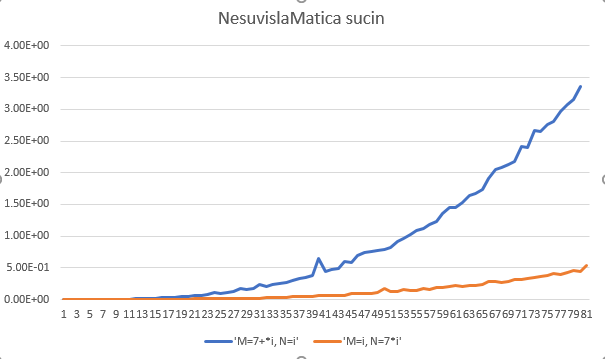 NesuvislaMatica sucin
4.00E+00
3.50E+00
3.00E+00
2.50E+00
2.00E+00
1.50E+00
1.00E+00
5.00E-01
0.00E+00
1 3 5 7 9 11 13 15 17 19 21 23 25 27 29 31 33 35 37 39 41 43 45 47 49 51 53 55 57 59 61 63 65 67 69 71 73 75 77 79 81
'M=7+*i, N=i' 'M=i, N=7*i'